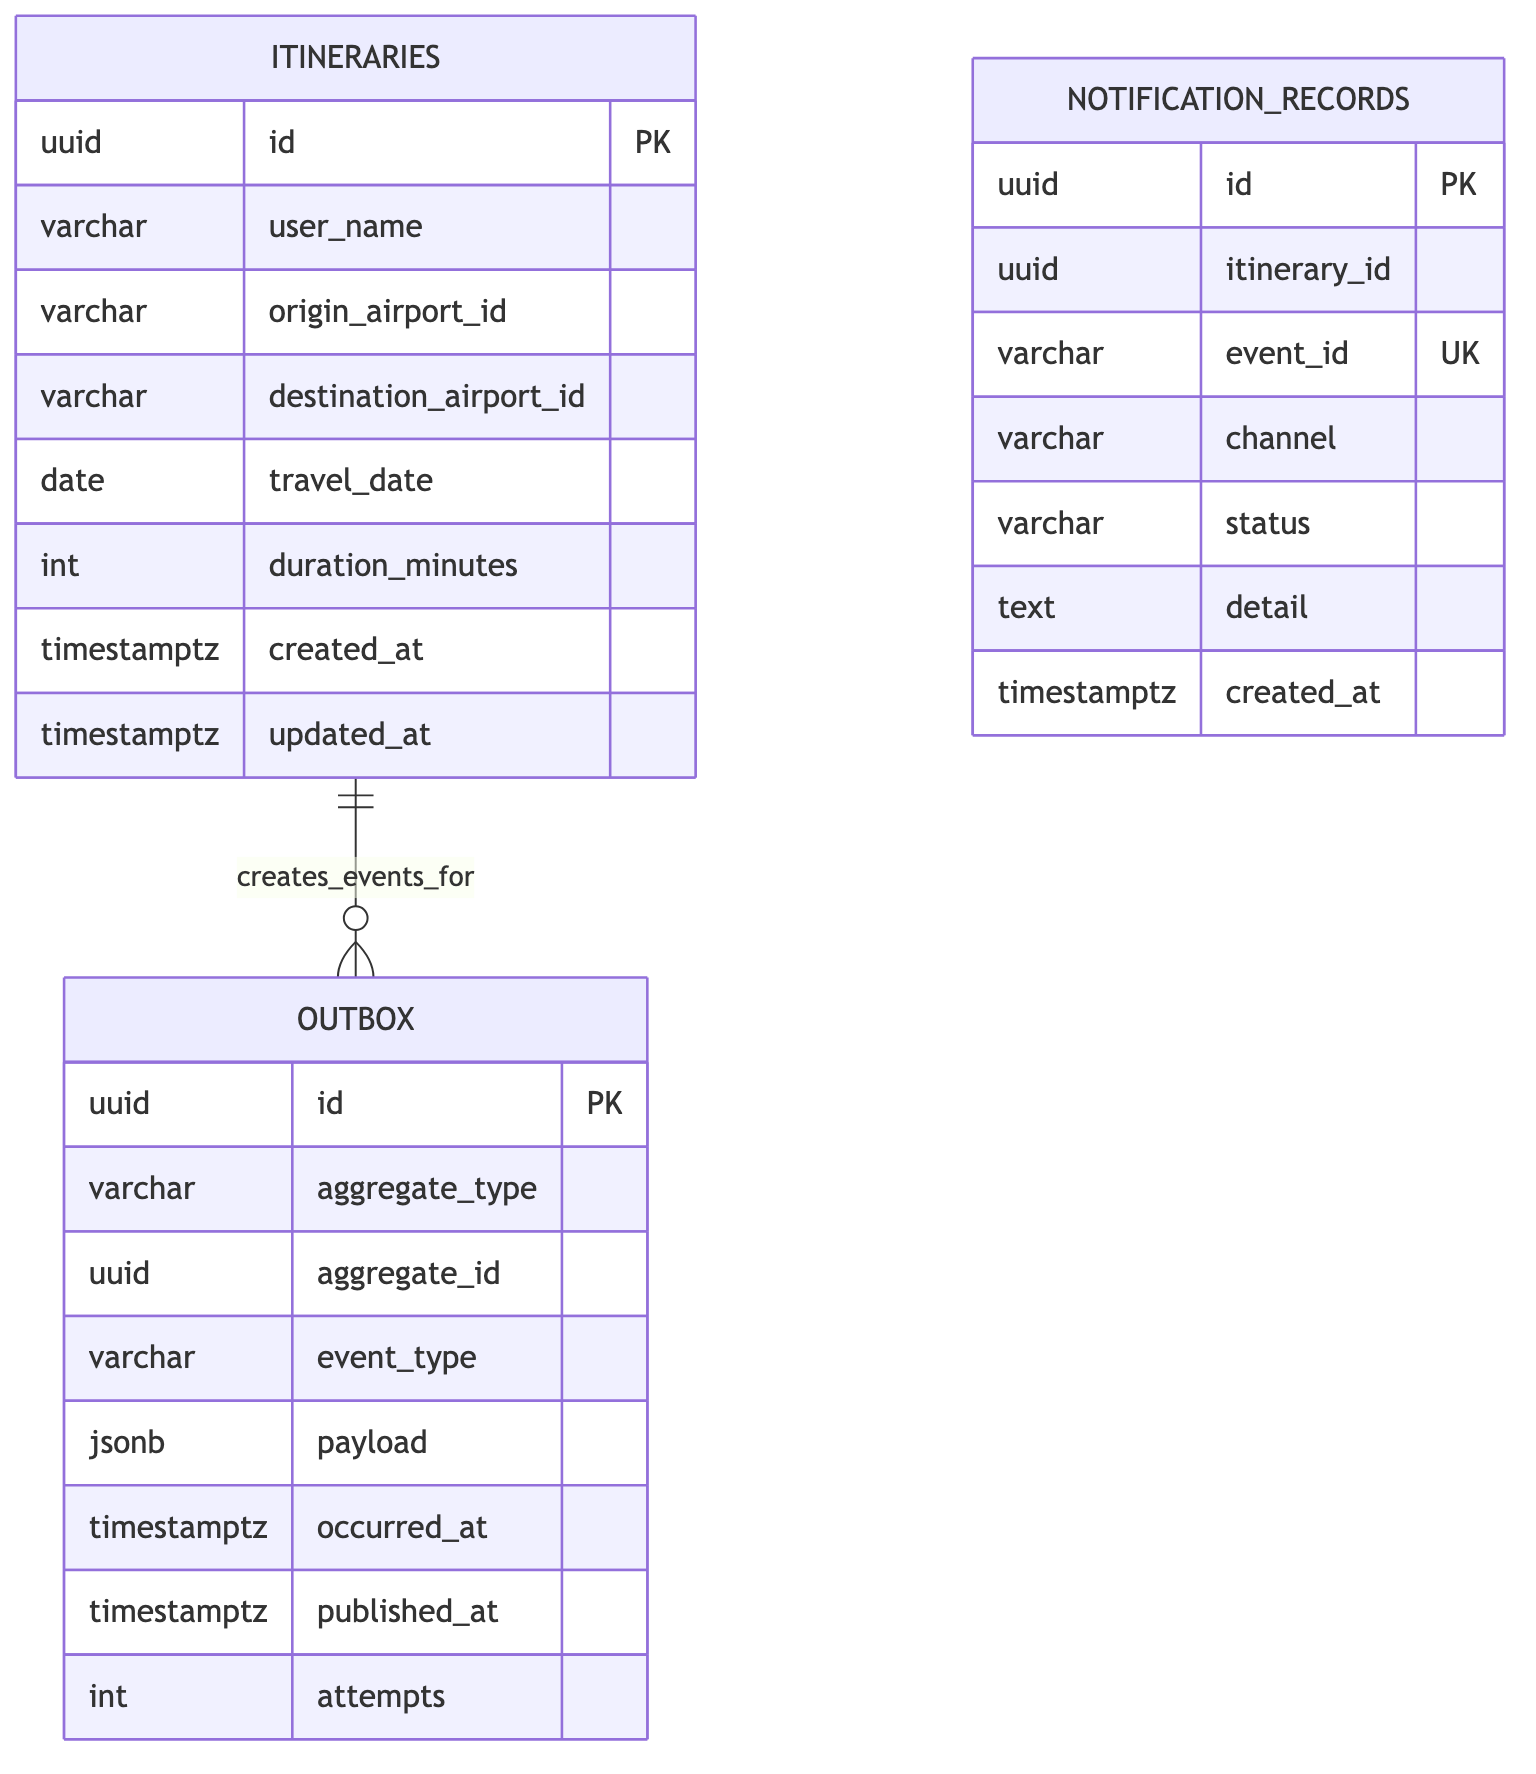 ITINERARIES
uuid id PK
varchar user_name
varchar origin_airport_id
varchar destination_airport_id
date travel_date
int duration_minutes
timestamptz created_at
timestamptz updated_at
NOTIFICATION_RECORDS
uuid id PK
uuid itinerary_id
varchar event_id UK
varchar channel
varchar status
text detail
timestamptz created_at
creates_events_for
OUTBOX
uuid id PK
varchar aggregate_type
uuid aggregate_id
varchar event_type
jsonb payload
timestamptz occurred_at
timestamptz published_at
int attempts